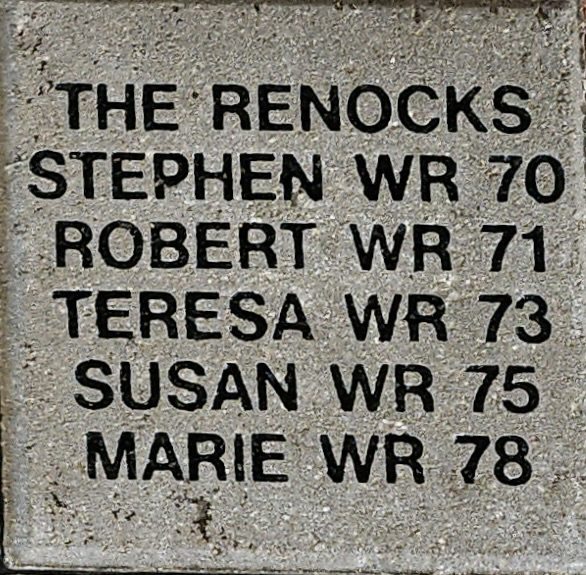 THE RENOCKS
STEPHEN WR 70
ROBERT WR 71
TERESA WR 73
SUSAN WR 75
MARIE WR 78